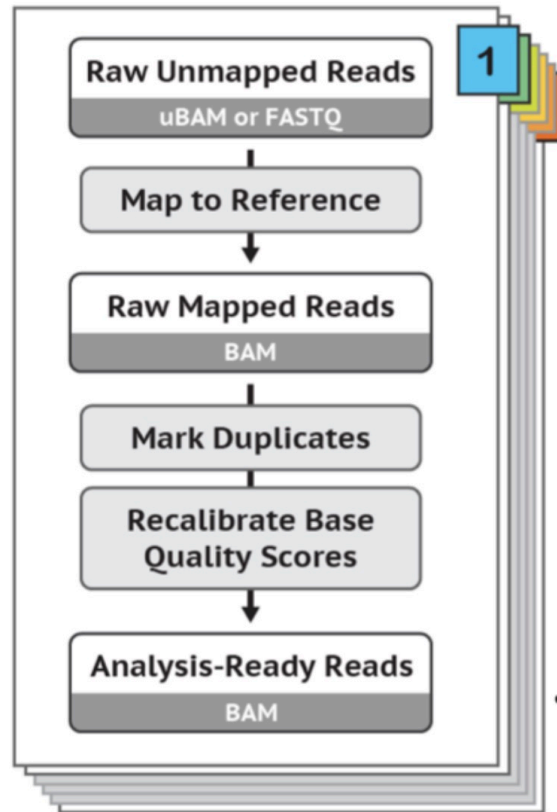 1
Raw Unmapped Reads
uBAM or FASTQ
Map to Reference
Raw Mapped Reads
BAM
Mark Duplicates
Recalibrate Base
Quality Scores
Analysis-Ready Reads
BAM